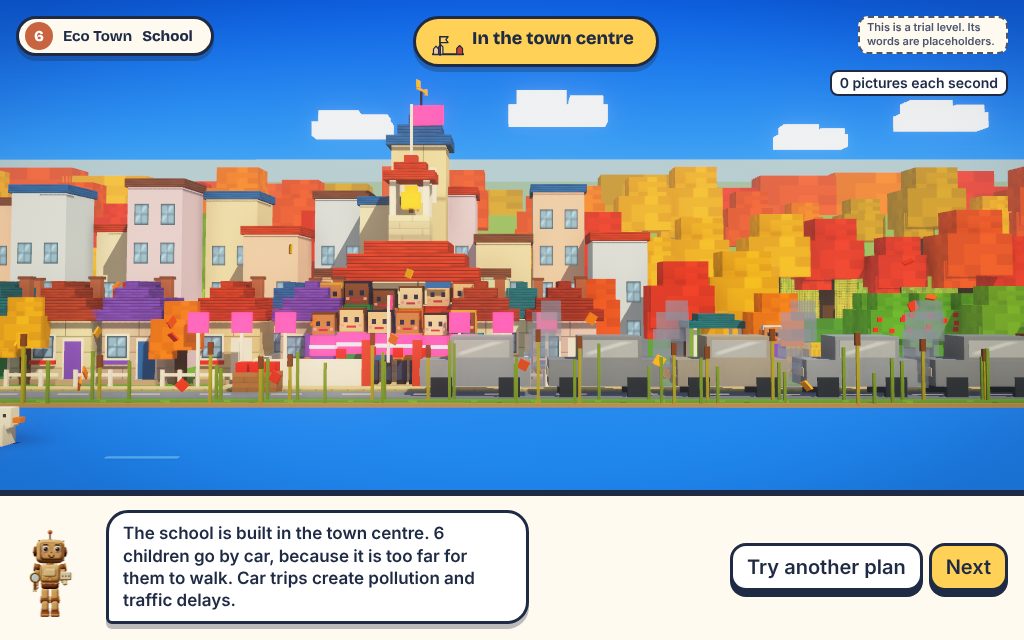 6 Eco Town School
In the town centre
This is a trial level. Its
words are placeholders.
0 pictures each second
The school is built in the town centre. 6
children go by car, because it is too far for
them to walk. Car trips create pollution and
traffic delays.
Try another plan
Next